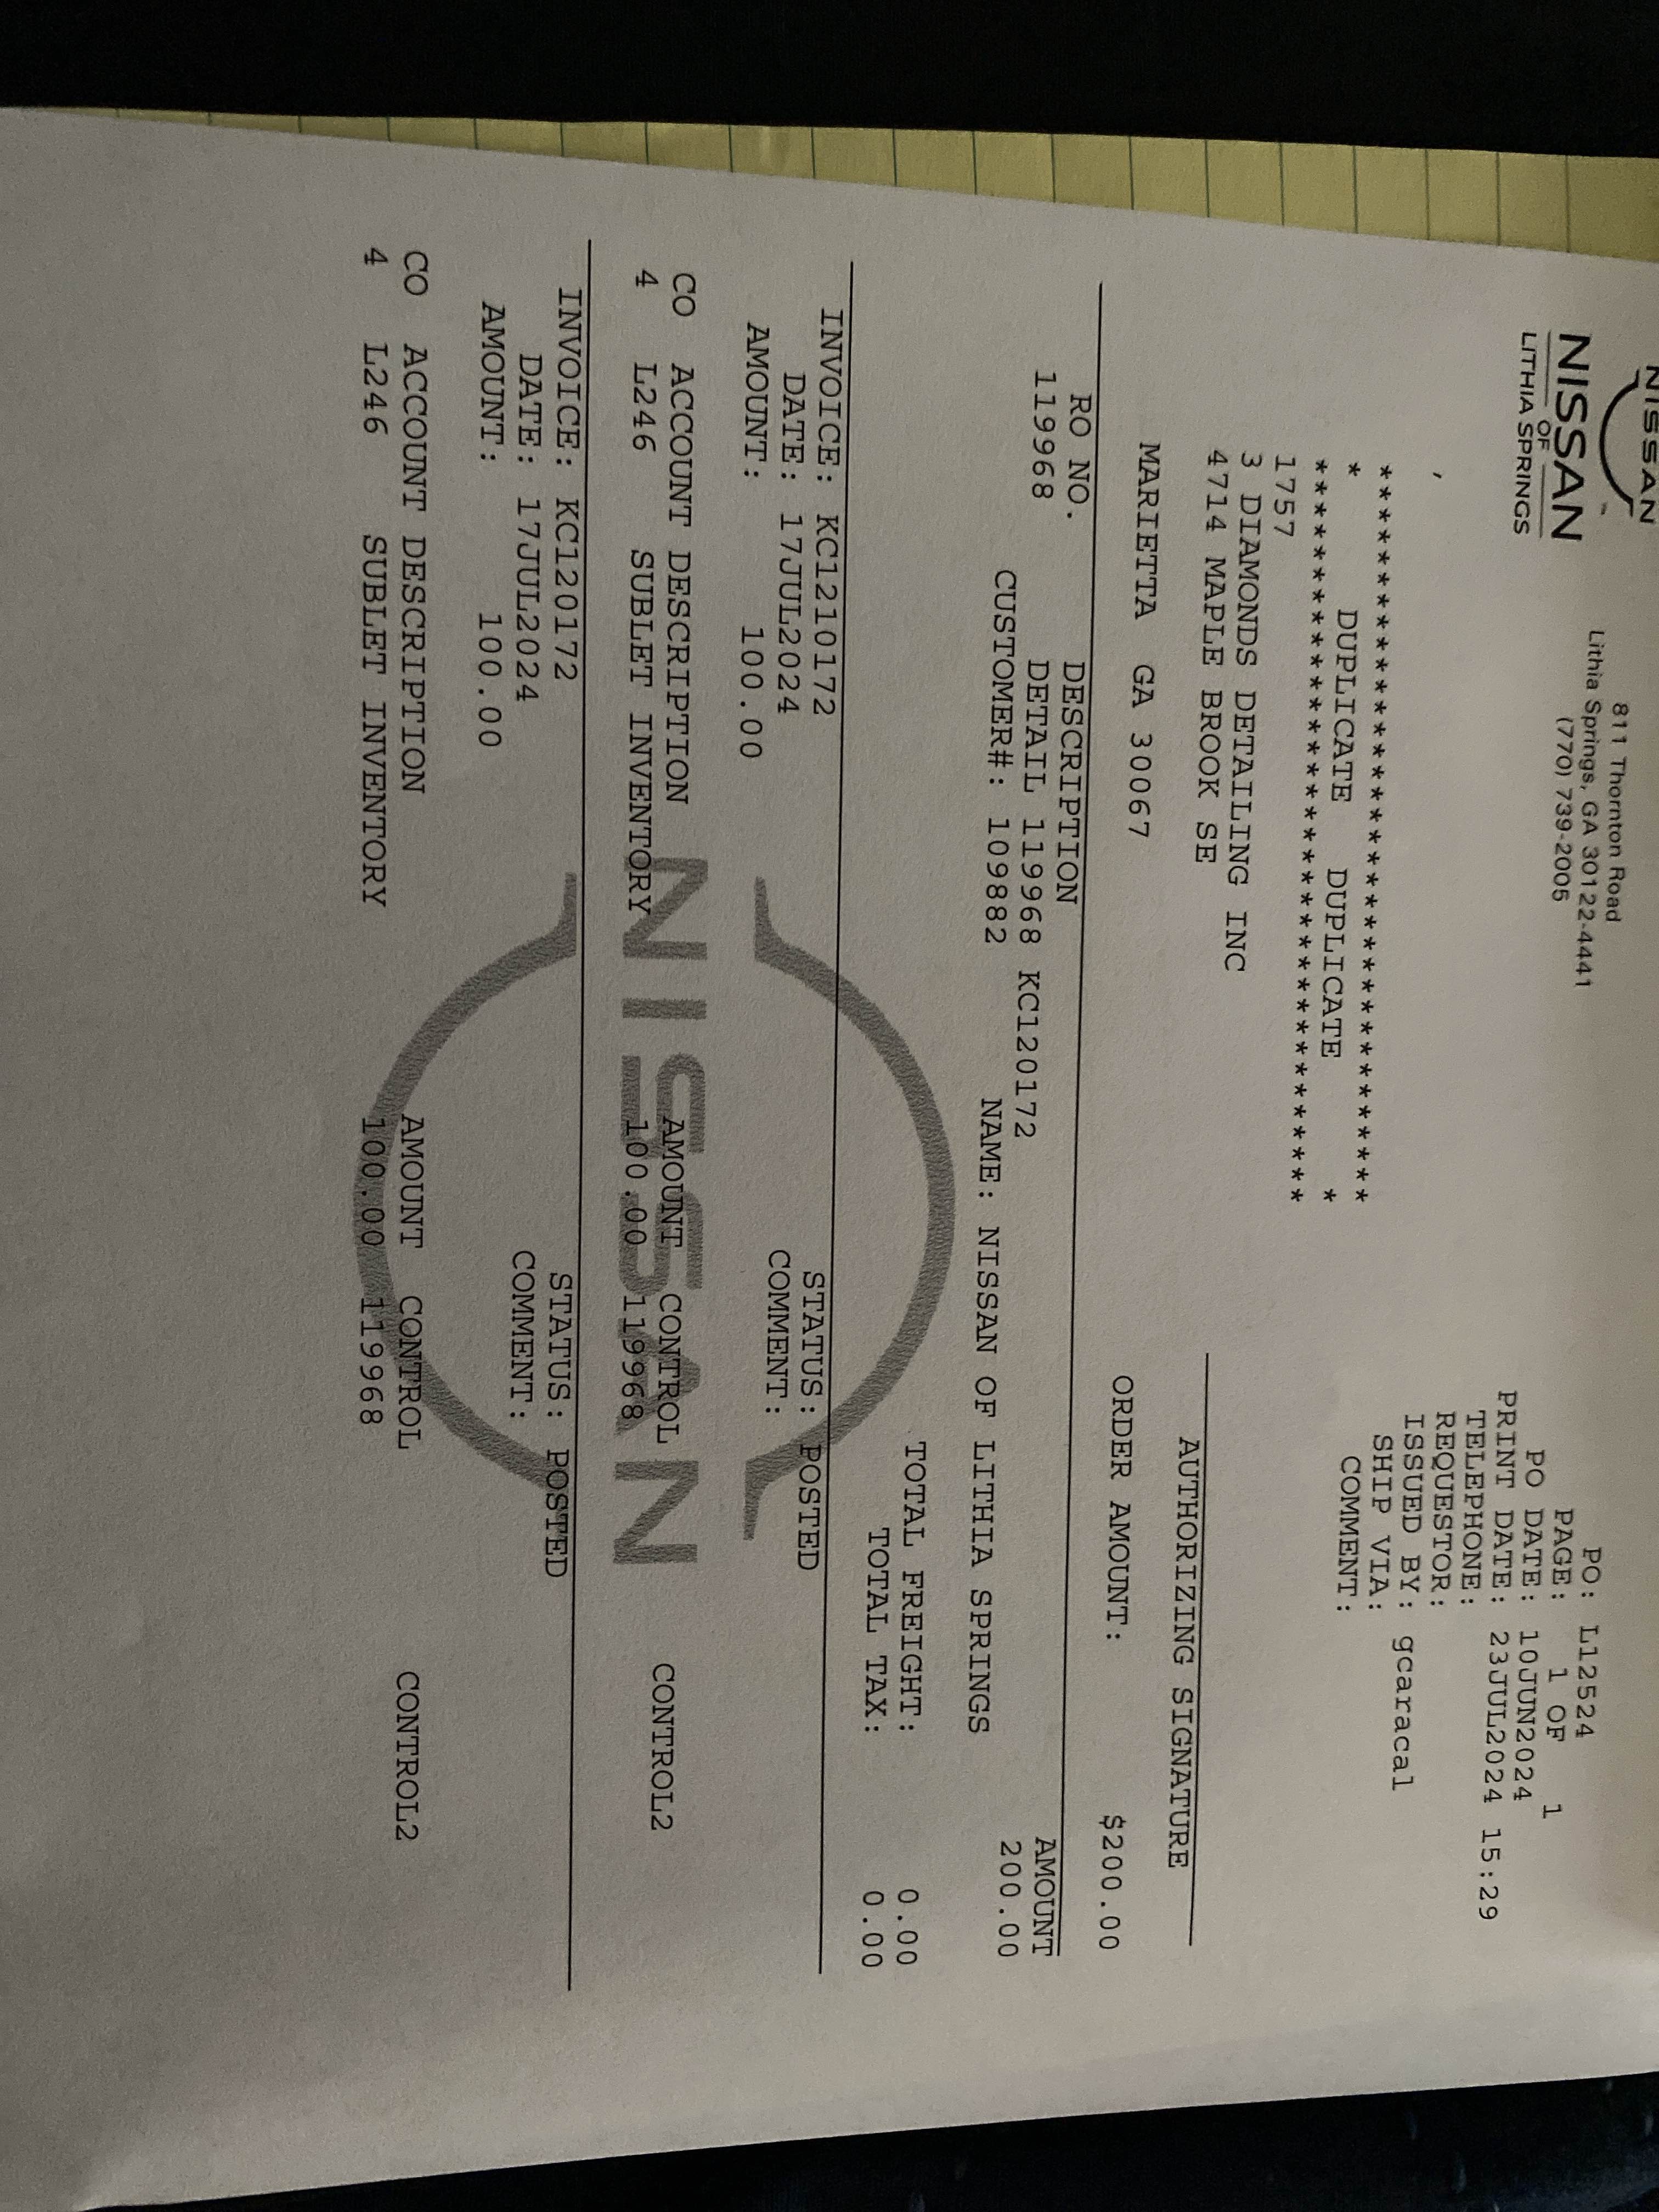 NISSAN
NISSAN
OF
LITHIA SPRINGS
811 Thornton Road
Lithia Springs, GA 30122-4441
(770) 739-2005
PO: L12524
PAGE: 1 OF 1
PO DATE: 10JUN2024
PRINT DATE: 23JUL2024 15:29
TELEPHONE:
REQUESTOR:
ISSUED BY: gcaracal
SHIP VIA:
COMMENT:
,
*****************************************
* DUPLICATE DUPLICATE *
*****************************************
1757
3 DIAMONDS DETAILING INC
4714 MAPLE BROOK SE
MARIETTA GA 30067
AUTHORIZING SIGNATURE
ORDER AMOUNT: $200.00
RO NO. DESCRIPTION AMOUNT
119968 DETAIL 119968 KC120172 200.00
CUSTOMER#: 109882 NAME: NISSAN OF LITHIA SPRINGS
TOTAL FREIGHT: 0.00
TOTAL TAX: 0.00
INVOICE: KC1210172 STATUS: POSTED
DATE: 17JUL2024 COMMENT:
AMOUNT: 100.00
CO ACCOUNT DESCRIPTION AMOUNT CONTROL CONTROL2
4 L246 SUBLET INVENTORY 100.00 119968
NISSAN
INVOICE: KC120172 STATUS: POSTED
DATE: 17JUL2024 COMMENT:
AMOUNT: 100.00
CO ACCOUNT DESCRIPTION AMOUNT CONTROL CONTROL2
4 L246 SUBLET INVENTORY 100.00 119968